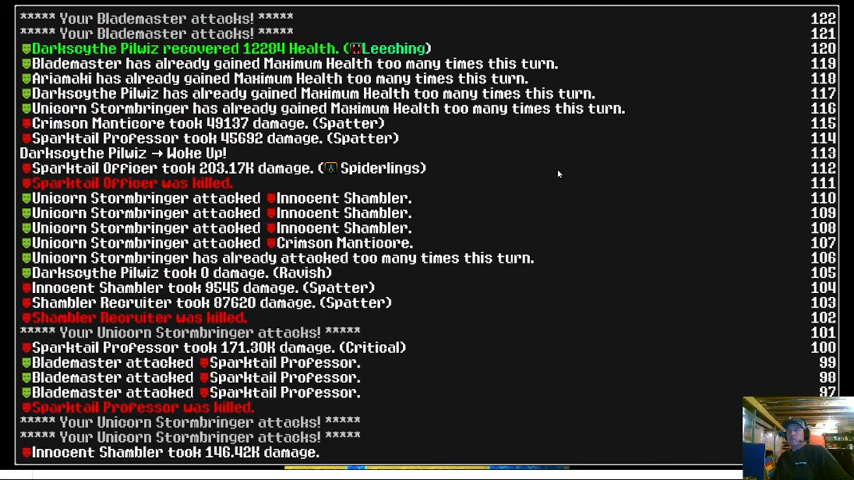 ***** Your Blademaster attacks! ***** 122
***** Your Blademaster attacks! ***** 121
Darkscythe Pilwiz recovered 12284 Health. (Leeching) 120
Blademaster has already gained Maximum Health too many times this turn. 119
Ariamaki has already gained Maximum Health too many times this turn. 118
Darkscythe Pilwiz has already gained Maximum Health too many times this turn. 117
Unicorn Stormbringer has already gained Maximum Health too many times this turn. 116
Crimson Manticore took 49137 damage. (Spatter) 115
Sparktail Professor took 45692 damage. (Spatter) 114
Darkscythe Pilwiz → Woke Up! 113
Sparktail Officer took 203.17K damage. (Spiderlings) 112
Sparktail Officer was killed. 111
Unicorn Stormbringer attacked Innocent Shambler. 110
Unicorn Stormbringer attacked Innocent Shambler. 109
Unicorn Stormbringer attacked Innocent Shambler. 108
Unicorn Stormbringer attacked Crimson Manticore. 107
Unicorn Stormbringer has already attacked too many times this turn. 106
Darkscythe Pilwiz took 0 damage. (Ravish) 105
Innocent Shambler took 9545 damage. (Spatter) 104
Shambler Recruiter took 87620 damage. (Spatter) 103
Shambler Recruiter was killed. 102
***** Your Unicorn Stormbringer attacks! ***** 101
Sparktail Professor took 171.30K damage. (Critical) 100
Blademaster attacked Sparktail Professor. 99
Blademaster attacked Sparktail Professor. 98
Blademaster attacked Sparktail Professor. 97
Sparktail Professor was killed.
***** Your Unicorn Stormbringer attacks! *****
***** Your Unicorn Stormbringer attacks! *****
Innocent Shambler took 146.42K damage.